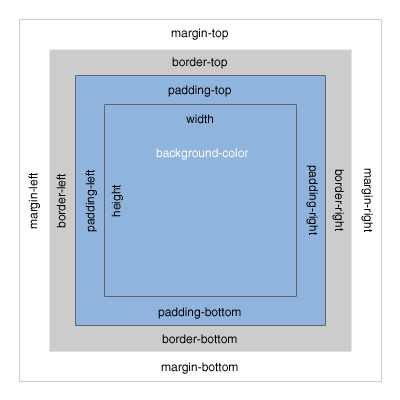 margin-top
border-top
padding-top
width
background-color
margin-left
border-left
padding-left
height
padding-right
border-right
margin-right
padding-bottom
border-bottom
margin-bottom